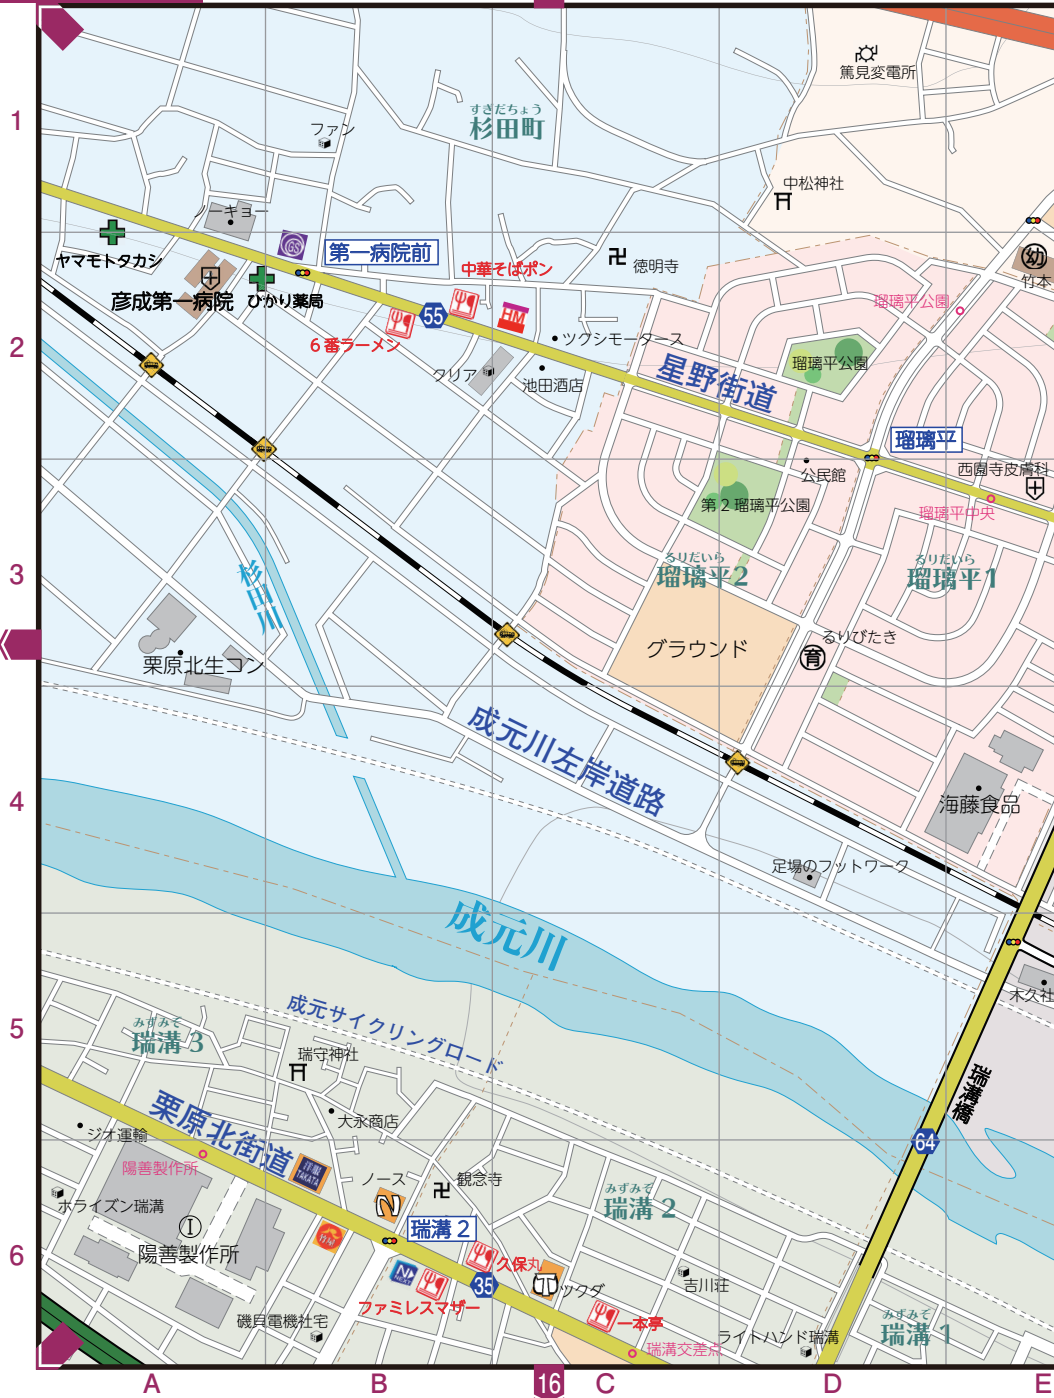 1
すぎだちょう
杉田町
ファン
篤見変電所
中松神社
ノーキョー
ヤマモトタカシ
彦成第一病院
ひかり薬局
GS
第一病院前
中華そばポン
徳明寺
幼
竹本
瑠璃平公園
2
55
HM
6番ラーメン
ツクシモータース
クリア
池田酒店
星野街道
瑠璃平公園
瑠璃平
公民館
西園寺皮膚科
第2瑠璃平公園
瑠璃平中央
3
杉田川
るりだいら
瑠璃平2
るりだいら
瑠璃平1
グラウンド
るりびたき
育
栗原北生コン
4
成元川左岸道路
海藤食品
足場のフットワーク
成元川
木久社
5
成元サイクリングロード
みずみぞ
瑞溝3
瑞守神社
瑞溝橋
栗原北街道
大永商店
ジオ運輸
64
陽善製作所
洋服
TAKATA
ノース
観念寺
みずみぞ
瑞溝2
ホライズン瑞溝
瑞溝2
6
陽善製作所
竹屋
久保丸
35
ツクダ
吉川荘
ファミレスマザー
磯貝電機社宅
一本亭
ライトハンド瑞溝
瑞溝交差点
みずみぞ
瑞溝1
A
B
16
C
D
E